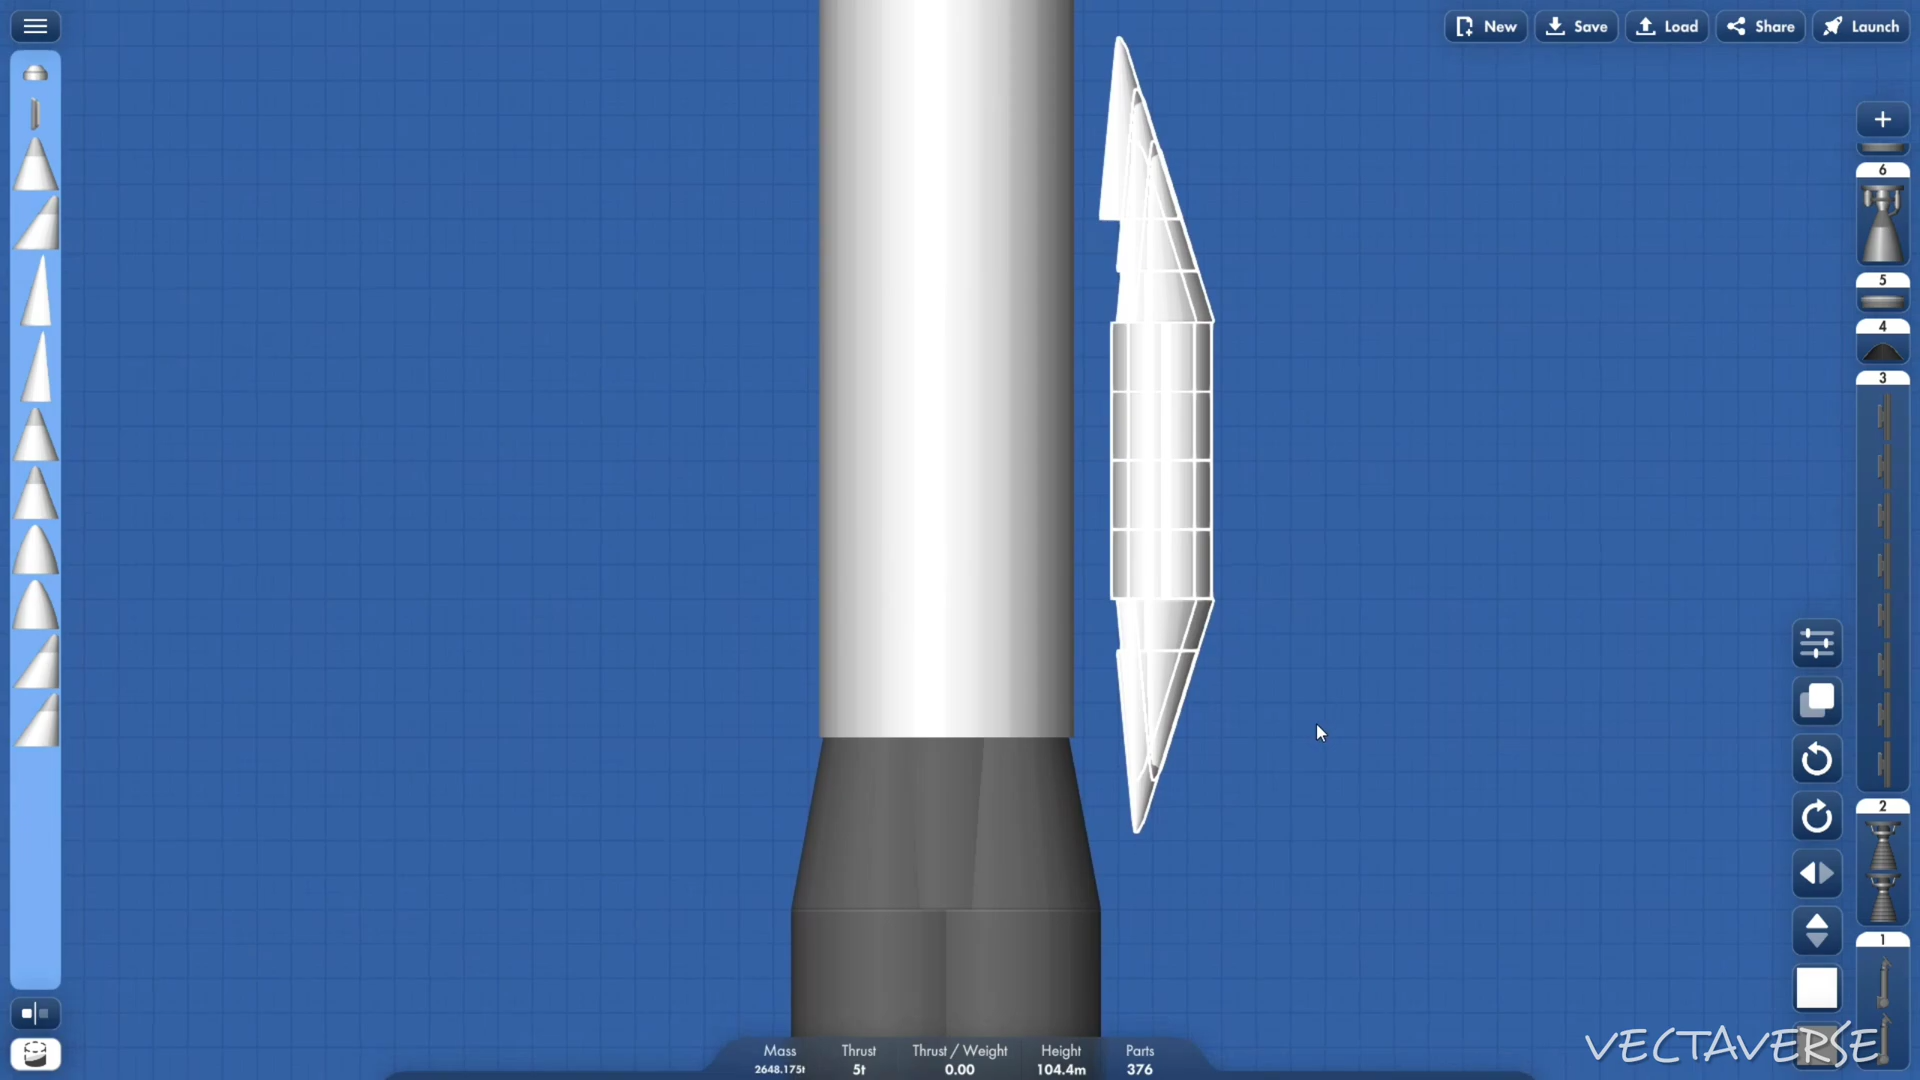 New Save Load Share Launch
6
5
4
3
2
1
Mass Thrust Thrust / Weight Height Parts
2648.175t 5t 0.00 104.4m 376
VECTAVERSE